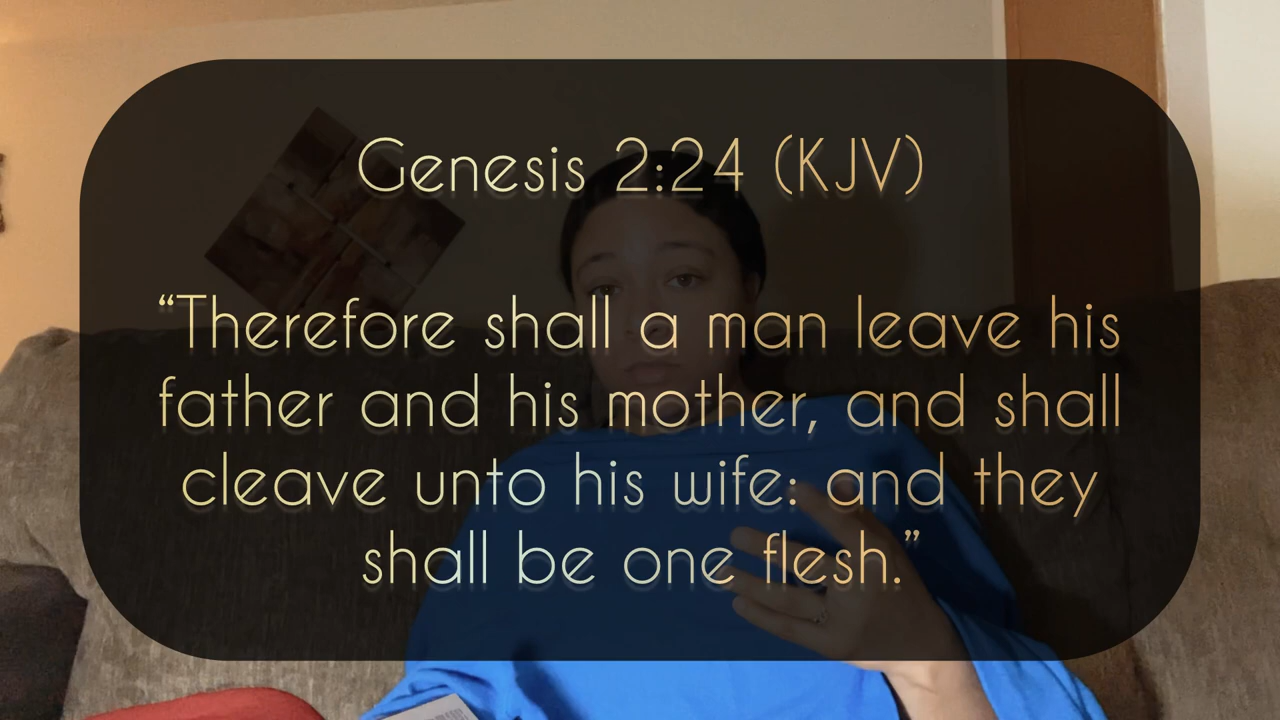 Genesis 2:24 (KJV)
“Therefore shall a man leave his
father and his mother, and shall
cleave unto his wife: and they
shall be one flesh.”